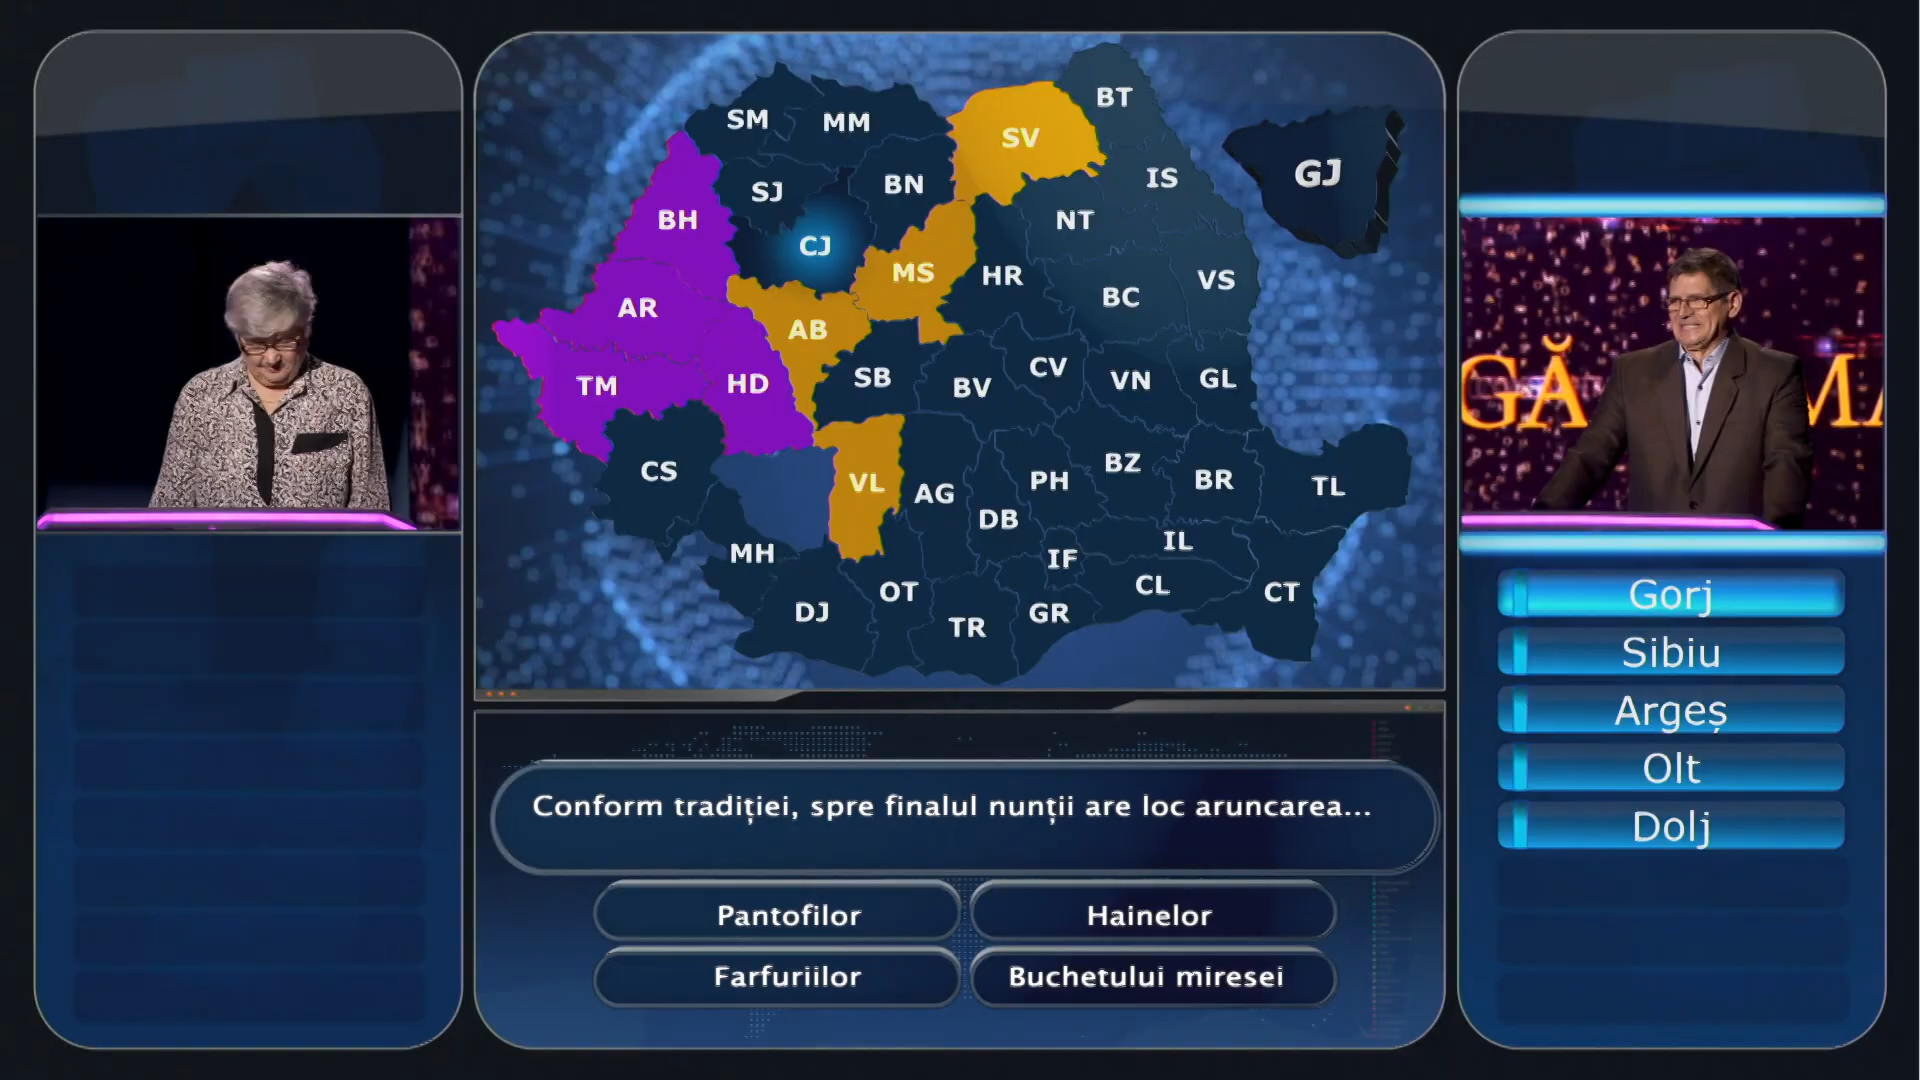 BT
SM
MM
SV
GJ
SJ
BN
IS
BH
NT
CJ
MS
HR
VS
AR
BC
AB
TM
HD
SB
BV
CV
VN
GL
CS
VL
AG
PH
BZ
BR
TL
DB
MH
IF
IL
OT
CL
CT
DJ
TR
GR
GĂ
MA
Gorj
Sibiu
Argeș
Olt
Dolj
Conform tradiției, spre finalul nunții are loc aruncarea...
Pantofilor
Hainelor
Farfuriilor
Buchetului miresei